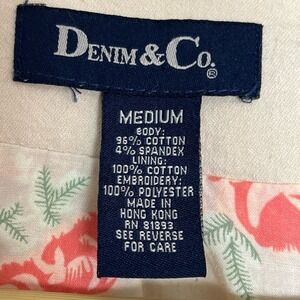 DENIM & CO.®
MEDIUM
BODY:
96% COTTON
4% SPANDEX
LINING:
100% COTTON
EMBROIDERY:
100% POLYESTER
MADE IN
HONG KONG
RN 81893
SEE REVERSE
FOR CARE